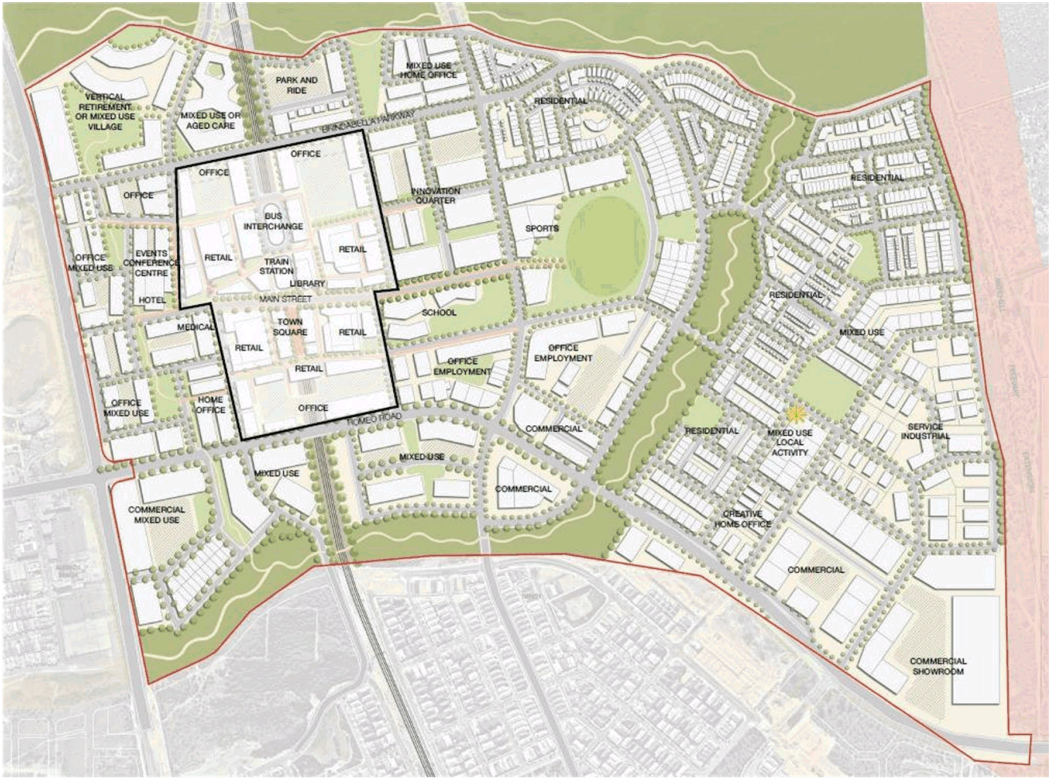 PARK AND
RIDE
MIXED USE
HOME OFFICE
VERTICAL
RETIREMENT
OR MIXED USE
VILLAGE
MIXED USE OR
AGED CARE
RESIDENTIAL
BRINDABELLA PARKWAY
OFFICE
OFFICE
RESIDENTIAL
OFFICE
INNOVATION
QUARTER
BUS
INTERCHANGE
SPORTS
OFFICE
MIXED USE
EVENTS
CONFERENCE
CENTRE
RETAIL
RETAIL
TRAIN
STATION
LIBRARY
HOTEL
MAIN STREET
RESIDENTIAL
SCHOOL
MEDICAL
TOWN
SQUARE
RETAIL
MIXED USE
RETAIL
OFFICE
EMPLOYMENT
OFFICE
EMPLOYMENT
RETAIL
OFFICE
MIXED USE
HOME
OFFICE
OFFICE
ROMEO ROAD
COMMERCIAL
RESIDENTIAL
MIXED USE
LOCAL
ACTIVITY
SERVICE
INDUSTRIAL
MIXED USE
MIXED USE
COMMERCIAL
COMMERCIAL
MIXED USE
CREATIVE
HOME OFFICE
COMMERCIAL
COMMERCIAL
SHOWROOM